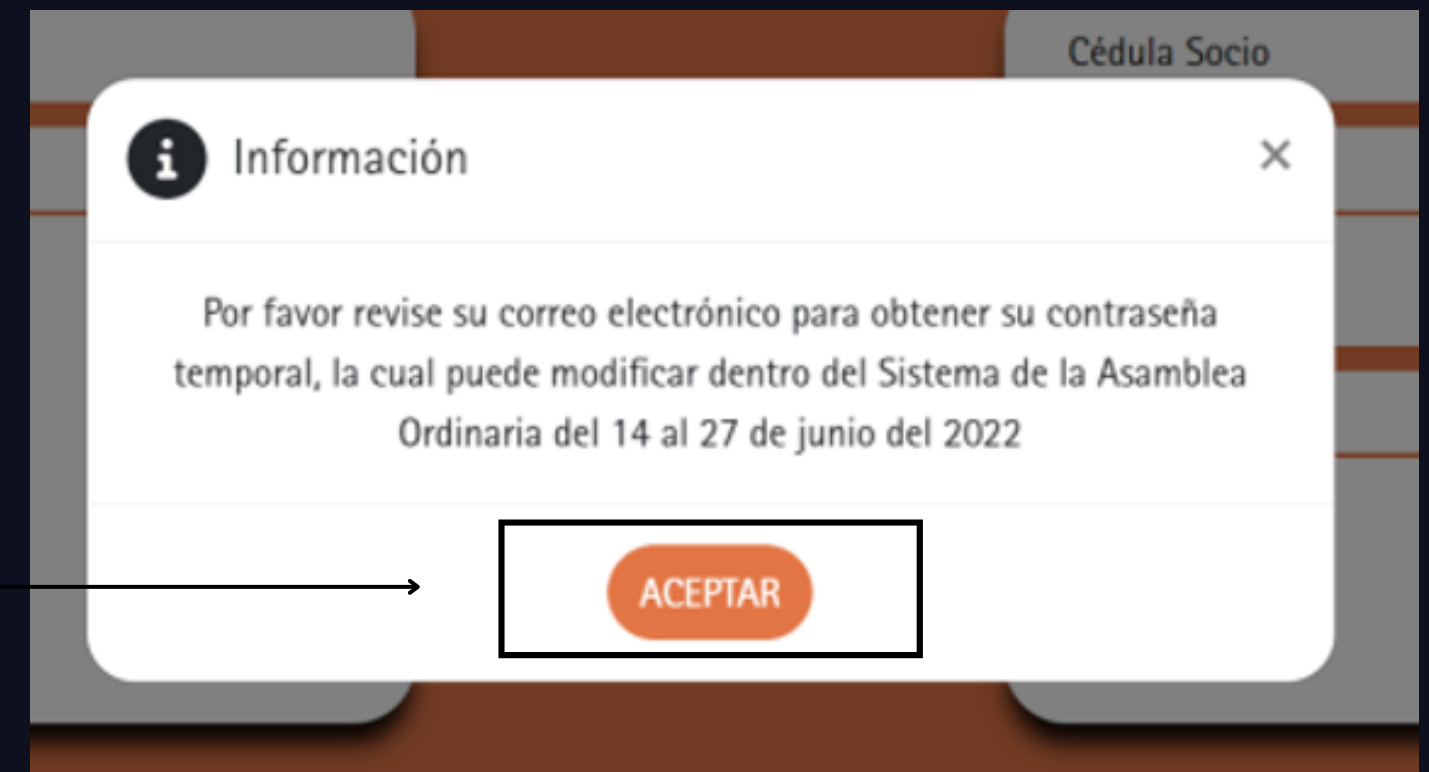 Cédula Socio
Información
Por favor revise su correo electrónico para obtener su contraseña
temporal, la cual puede modificar dentro del Sistema de la Asamblea
Ordinaria del 14 al 27 de junio del 2022
ACEPTAR